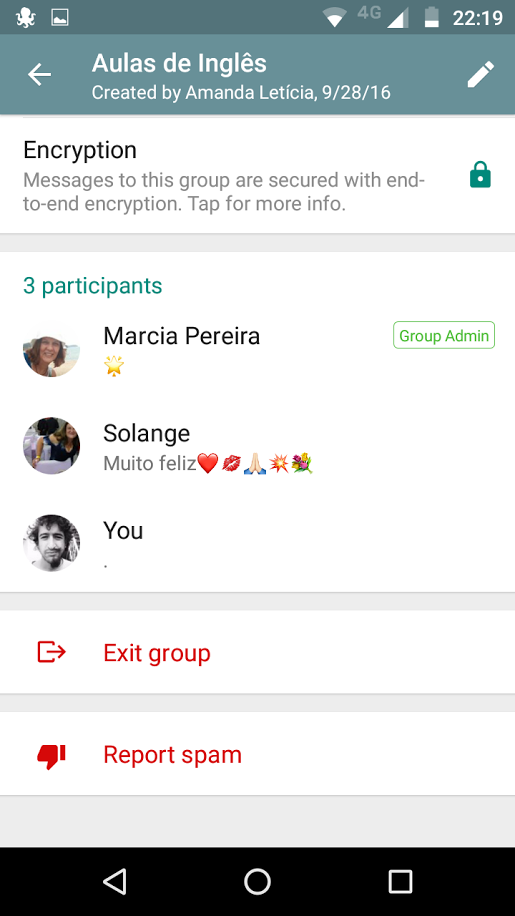 4G 22:19
Aulas de Inglês
Created by Amanda Letícia, 9/28/16
Encryption
Messages to this group are secured with end-
to-end encryption. Tap for more info.
3 participants
Marcia Pereira
Group Admin
🌟
Solange
Muito feliz❤️💋🙏🏻💥💐
You
.
Exit group
Report spam